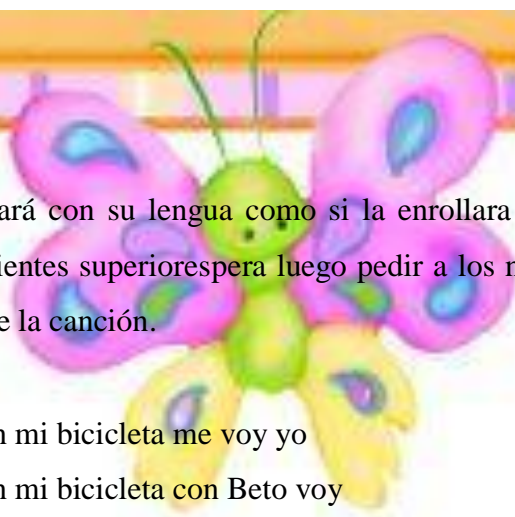 ará con su lengua como si la enrollara
ientes superiorespera luego pedir a los
e la canción.
n mi bicicleta me voy yo
n mi bicicleta con Beto voy